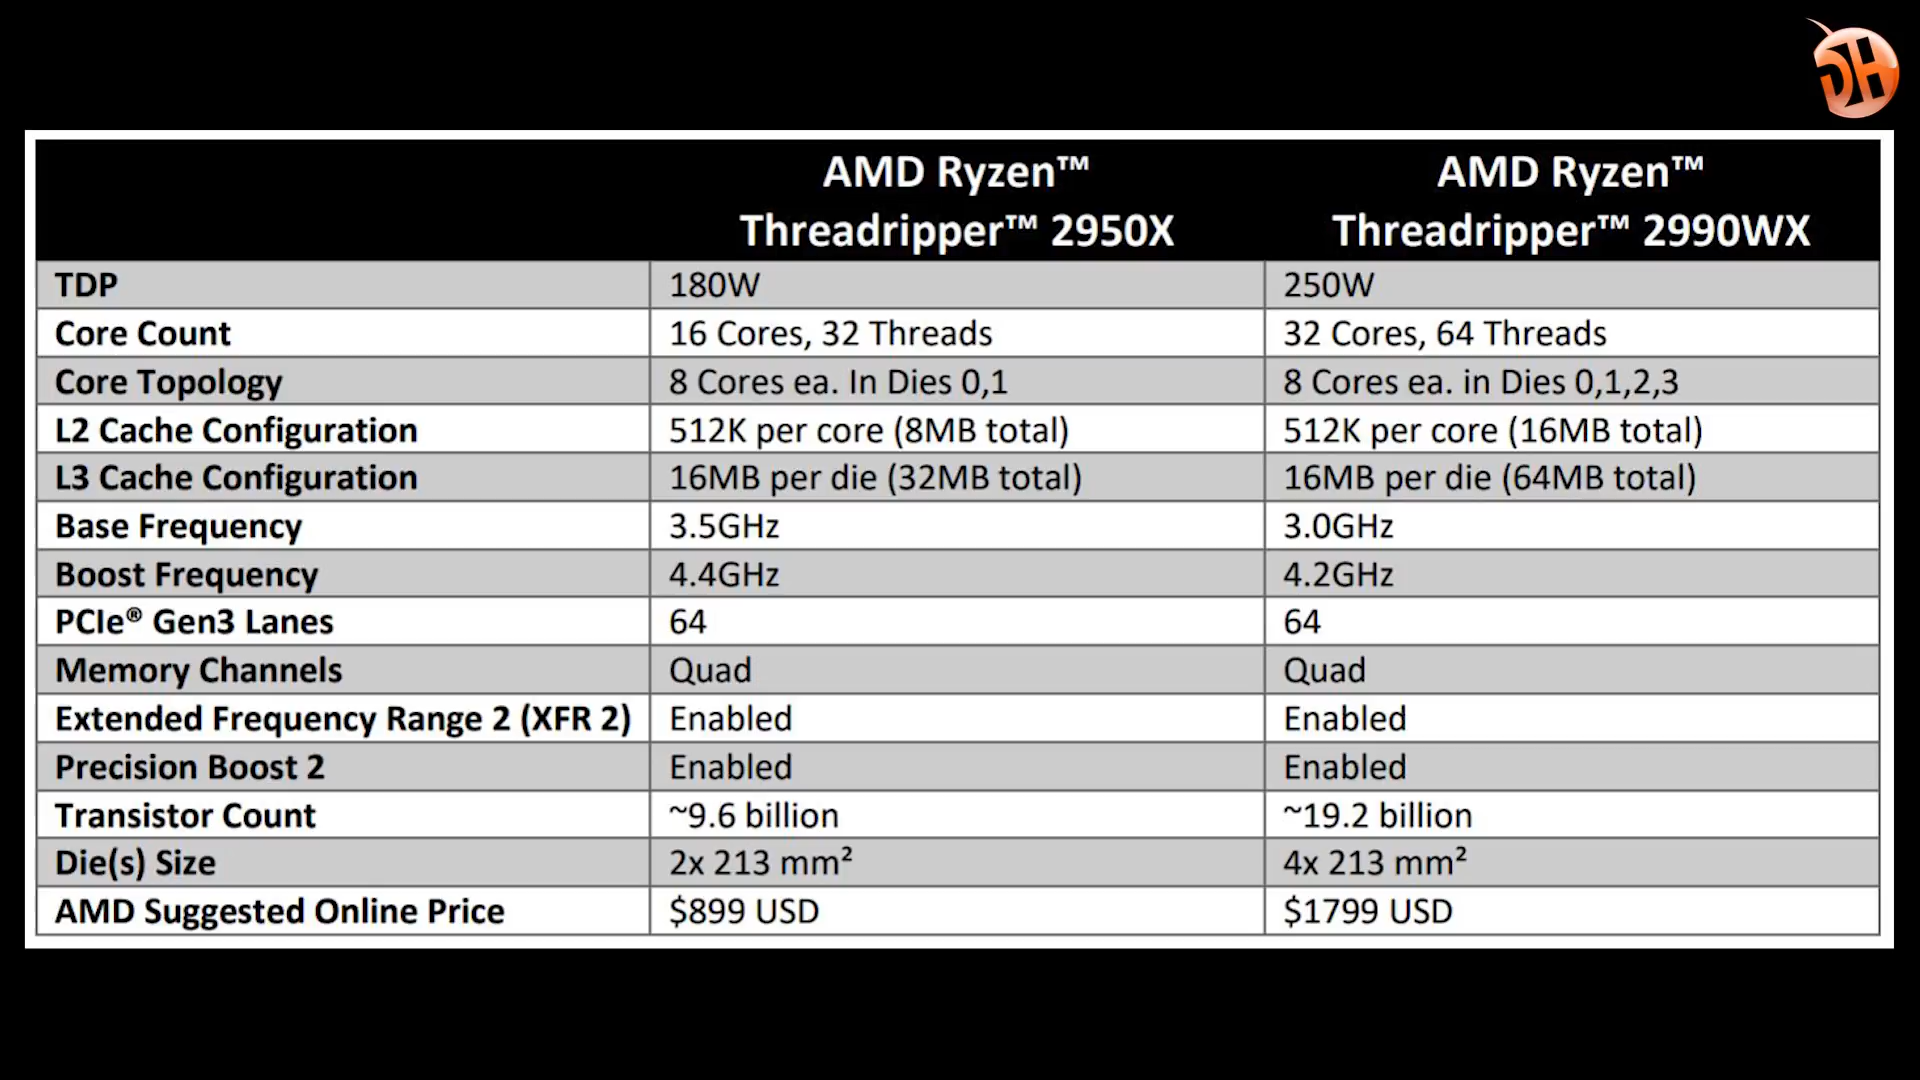 DH
AMD Ryzen™ AMD Ryzen™
Threadripper™ 2950X Threadripper™ 2990WX
TDP 180W 250W
Core Count 16 Cores, 32 Threads 32 Cores, 64 Threads
Core Topology 8 Cores ea. In Dies 0,1 8 Cores ea. in Dies 0,1,2,3
L2 Cache Configuration 512K per core (8MB total) 512K per core (16MB total)
L3 Cache Configuration 16MB per die (32MB total) 16MB per die (64MB total)
Base Frequency 3.5GHz 3.0GHz
Boost Frequency 4.4GHz 4.2GHz
PCIe® Gen3 Lanes 64 64
Memory Channels Quad Quad
Extended Frequency Range 2 (XFR 2) Enabled Enabled
Precision Boost 2 Enabled Enabled
Transistor Count ~9.6 billion ~19.2 billion
Die(s) Size 2x 213 mm² 4x 213 mm²
AMD Suggested Online Price $899 USD $1799 USD